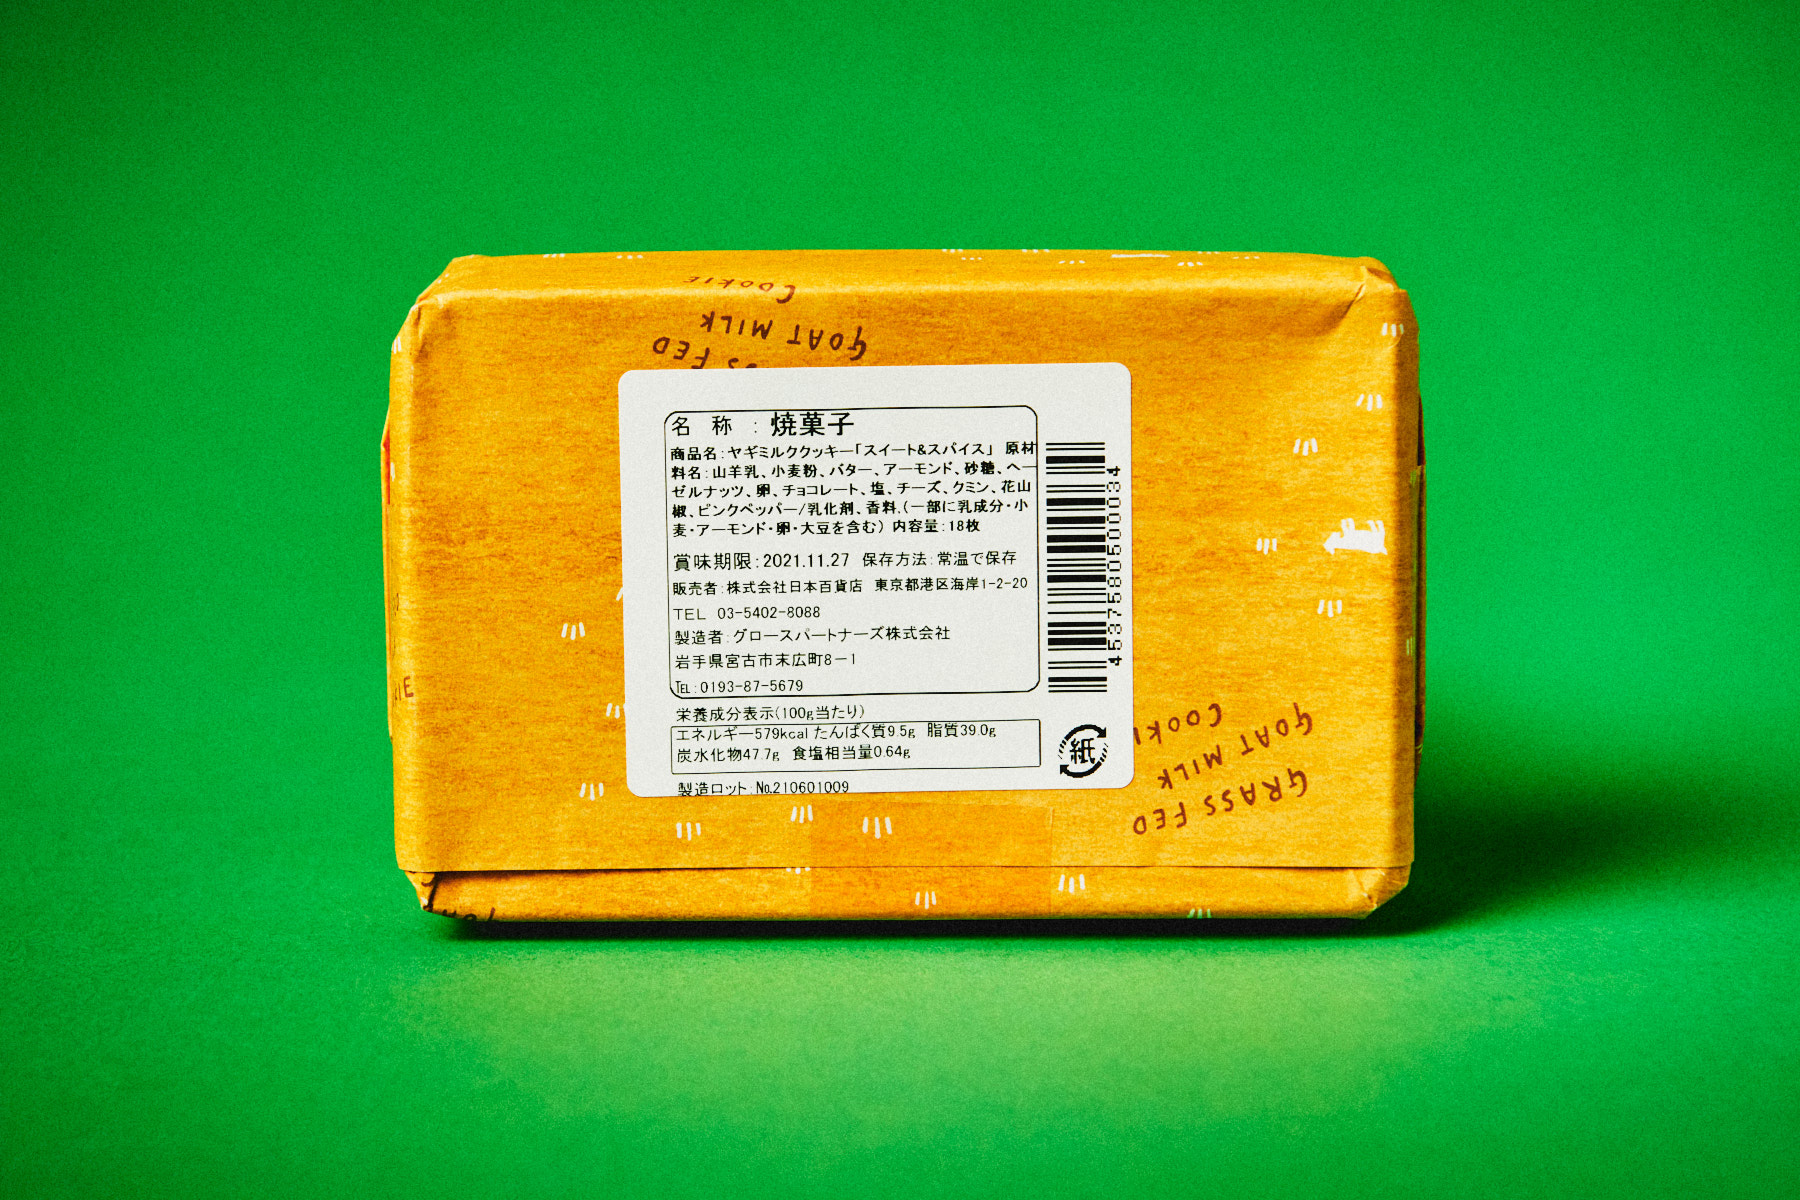 COOKIE
GOAT MILK
FED
名 称 : 焼菓子
商品名:ヤギミルククッキー「スイート&スパイス」 原材
料名:山羊乳、小麦粉、バター、アーモンド、砂糖、ヘー
ゼルナッツ、卵、チョコレート、塩、チーズ、クミン、花山
椒、ピンクペッパー/乳化剤、香料、(一部に乳成分・小
麦・アーモンド・卵・大豆を含む) 内容量:18枚
賞味期限:2021.11.27 保存方法:常温で保存
販売者:株式会社日本百貨店 東京都港区海岸1-2-20
TEL 03-5402-8088
製造者:グロースパートナーズ株式会社
岩手県宮古市末広町8-1
TEL:0193-87-5679
栄養成分表示(100g当たり)
エネルギー579kcal たんぱく質9.5g 脂質39.0g
炭水化物47.7g 食塩相当量0.64g
製造ロット:No.210601009
4537580500034
紙
GRASS FED
GOAT MILK
COOKI